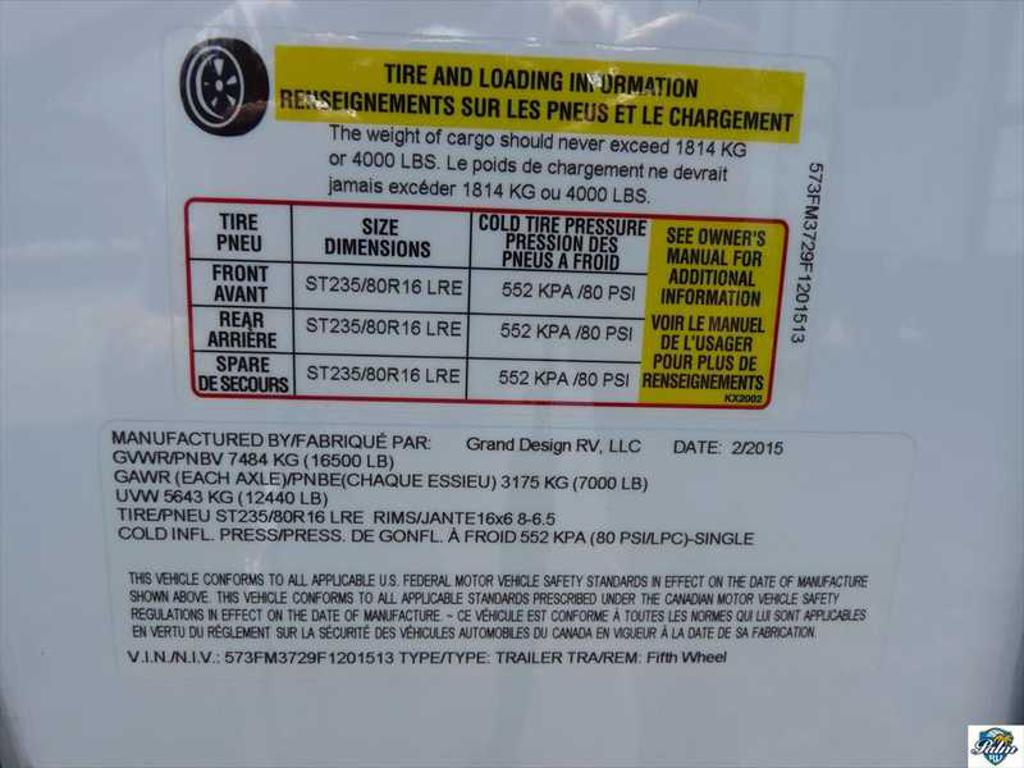 TIRE AND LOADING INFORMATION
RENSEIGNEMENTS SUR LES PNEUS ET LE CHARGEMENT
The weight of cargo should never exceed 1814 KG
or 4000 LBS. Le poids de chargement ne devrait
jamais excéder 1814 KG ou 4000 LBS.
573FM3729F1201513
TIRE
PNEU
SIZE
DIMENSIONS
COLD TIRE PRESSURE
PRESSION DES
PNEUS A FROID
FRONT
AVANT
ST235/80R16 LRE
552 KPA /80 PSI
REAR
ARRIÈRE
ST235/80R16 LRE
552 KPA /80 PSI
SPARE
DE SECOURS
ST235/80R16 LRE
552 KPA /80 PSI
SEE OWNER'S
MANUAL FOR
ADDITIONAL
INFORMATION
VOIR LE MANUEL
DE L'USAGER
POUR PLUS DE
RENSEIGNEMENTS
KX2002
MANUFACTURED BY/FABRIQUÉ PAR: Grand Design RV, LLC DATE: 2/2015
GVWR/PNBV 7484 KG (16500 LB)
GAWR (EACH AXLE)/PNBE(CHAQUE ESSIEU) 3175 KG (7000 LB)
UVW 5643 KG (12440 LB)
TIRE/PNEU ST235/80R16 LRE RIMS/JANTE16x6 8-6.5
COLD INFL. PRESS/PRESS. DE GONFL. À FROID 552 KPA (80 PSI/LPC)-SINGLE
THIS VEHICLE CONFORMS TO ALL APPLICABLE U.S. FEDERAL MOTOR VEHICLE SAFETY STANDARDS IN EFFECT ON THE DATE OF MANUFACTURE
SHOWN ABOVE. THIS VEHICLE CONFORMS TO ALL APPLICABLE STANDARDS PRESCRIBED UNDER THE CANADIAN MOTOR VEHICLE SAFETY
REGULATIONS IN EFFECT ON THE DATE OF MANUFACTURE. - CE VÉHICULE EST CONFORME À TOUTES LES NORMES QUI LUI SONT APPLICABLES
EN VERTU DU RÈGLEMENT SUR LA SÉCURITÉ DES VÉHICULES AUTOMOBILES DU CANADA EN VIGUEUR À LA DATE DE SA FABRICATION.
V.I.N./N.I.V.: 573FM3729F1201513 TYPE/TYPE: TRAILER TRA/REM: Fifth Wheel
Palm
RV